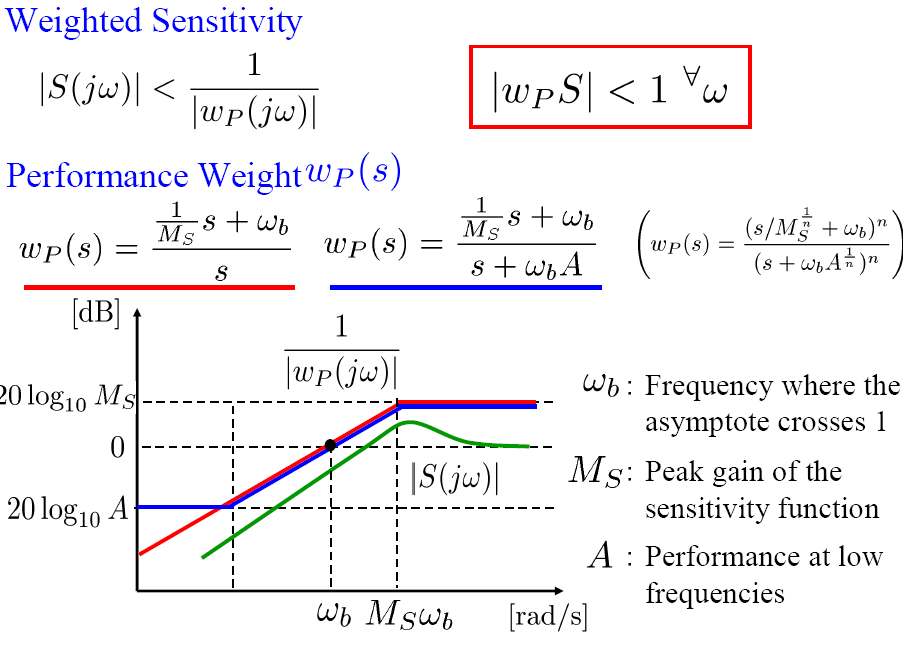 Weighted Sensitivity
|S(jω)| < 1/|w_P(jω)|
|w_P S| < 1 ∀ω
Performance Weight w_P(s)
w_P(s) = (1/M_S s + ω_b)/s
w_P(s) = (1/M_S s + ω_b)/(s + ω_b A)
(w_P(s) = (s/M_S^{1/n} + ω_b)^n/(s + ω_b A^{1/n})^n)
[dB]
1/|w_P(jω)|
20 log₁₀ M_S
0
|S(jω)|
20 log₁₀ A
ω_b M_S ω_b [rad/s]
ω_b : Frequency where the
asymptote crosses 1
M_S : Peak gain of the
sensitivity function
A : Performance at low
frequencies